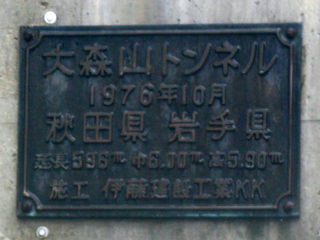 大森山トンネル
1976年10月
秋田県 岩手県
延長596m 巾6.00m 高5.90m
施工 伊藤建設工業KK